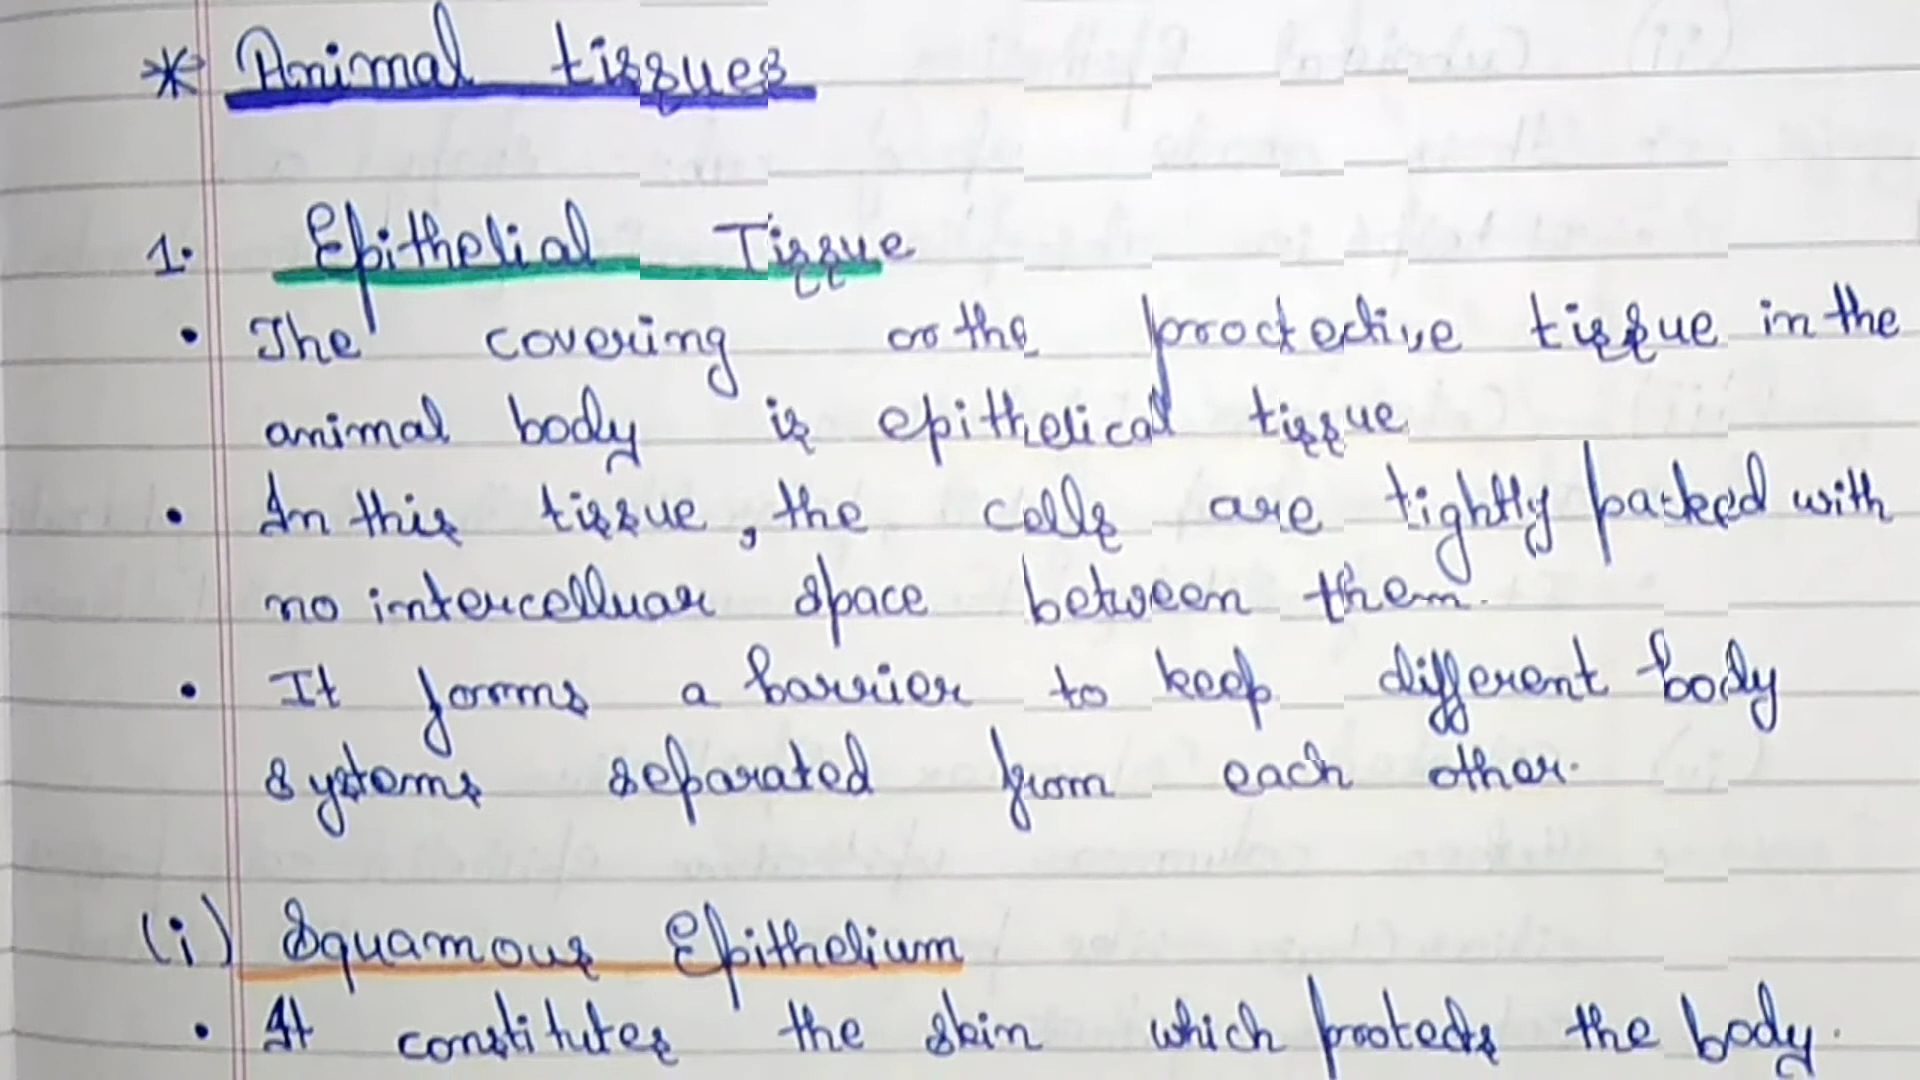 * Animal tissues
1. Epithelial Tissue
• The covering or the proctective tissue in the
animal body is epithelical tissue
• In this tissue, the cells are tightly packed with
no intercelluar space between them.
• It forms a barrier to keep different body
systems separated from each other.
(i) Squamous Epithelium
• It constitutes the skin which protects the body.